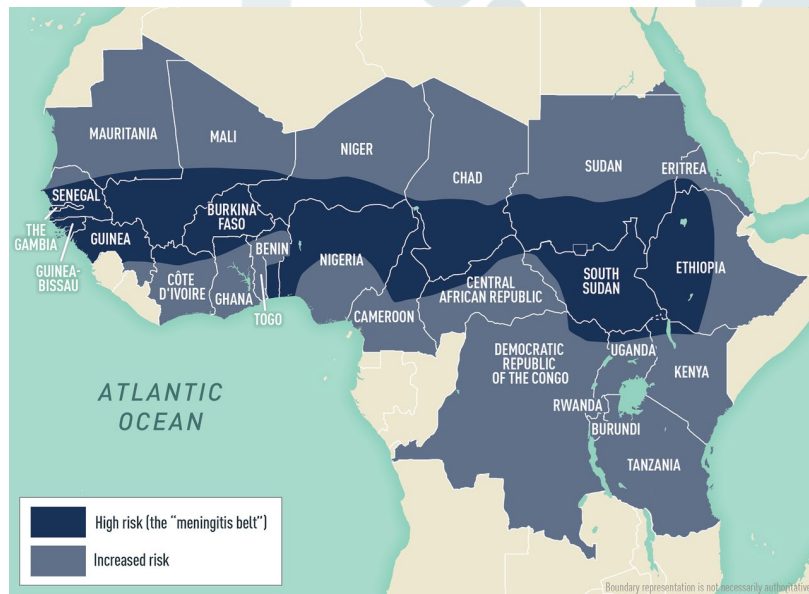 MAURITANIA
MALI
NIGER
CHAD
SUDAN
ERITREA
SENEGAL
THE
GAMBIA
GUINEA-
BISSAU
GUINEA
BURKINA
FASO
BENIN
NIGERIA
CÔTE
D'IVOIRE
GHANA
TOGO
CAMEROON
CENTRAL
AFRICAN REPUBLIC
SOUTH
SUDAN
ETHIOPIA
DEMOCRATIC
REPUBLIC
OF THE CONGO
UGANDA
KENYA
RWANDA
BURUNDI
TANZANIA
ATLANTIC
OCEAN
High risk (the "meningitis belt")
Increased risk
Boundary representation is not necessarily authoritative